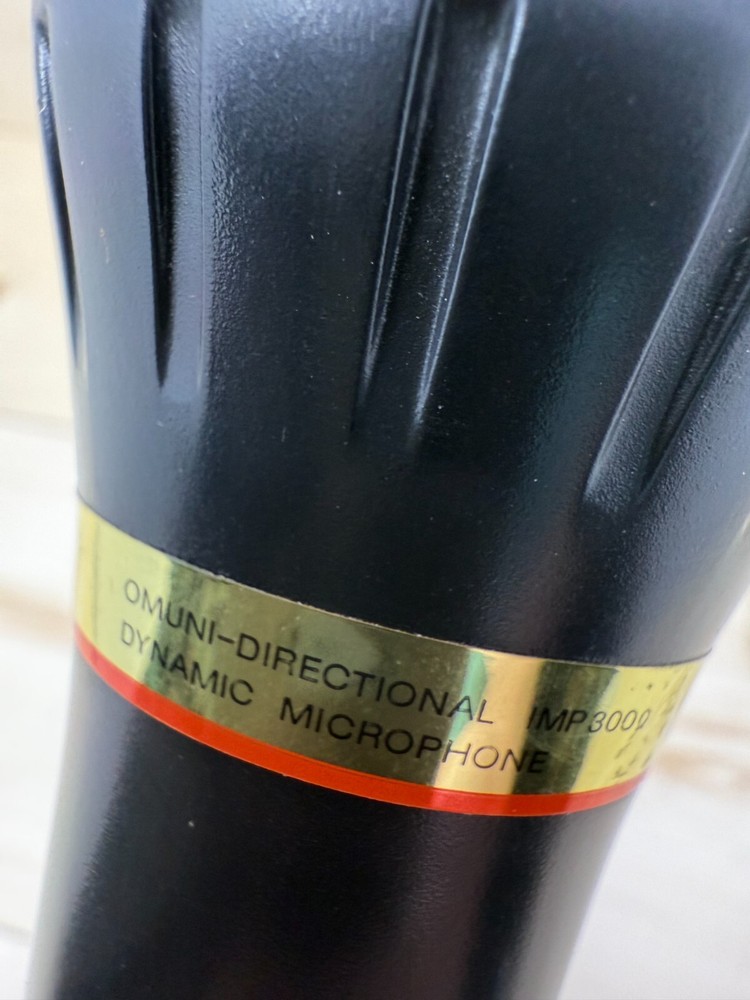 OMUNI-DIRECTIONAL IMP3000
DYNAMIC MICROPHONE